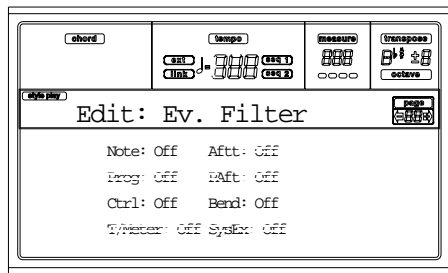 chord tempo measure transpose
ext seq 1
link seq 2
octave
style play page
Edit: Ev. Filter
Note: Off Aftt: Off
Prog: Off PAft: Off
Ctrl: Off Bend: Off
T/Meter: Off SysEx: Off